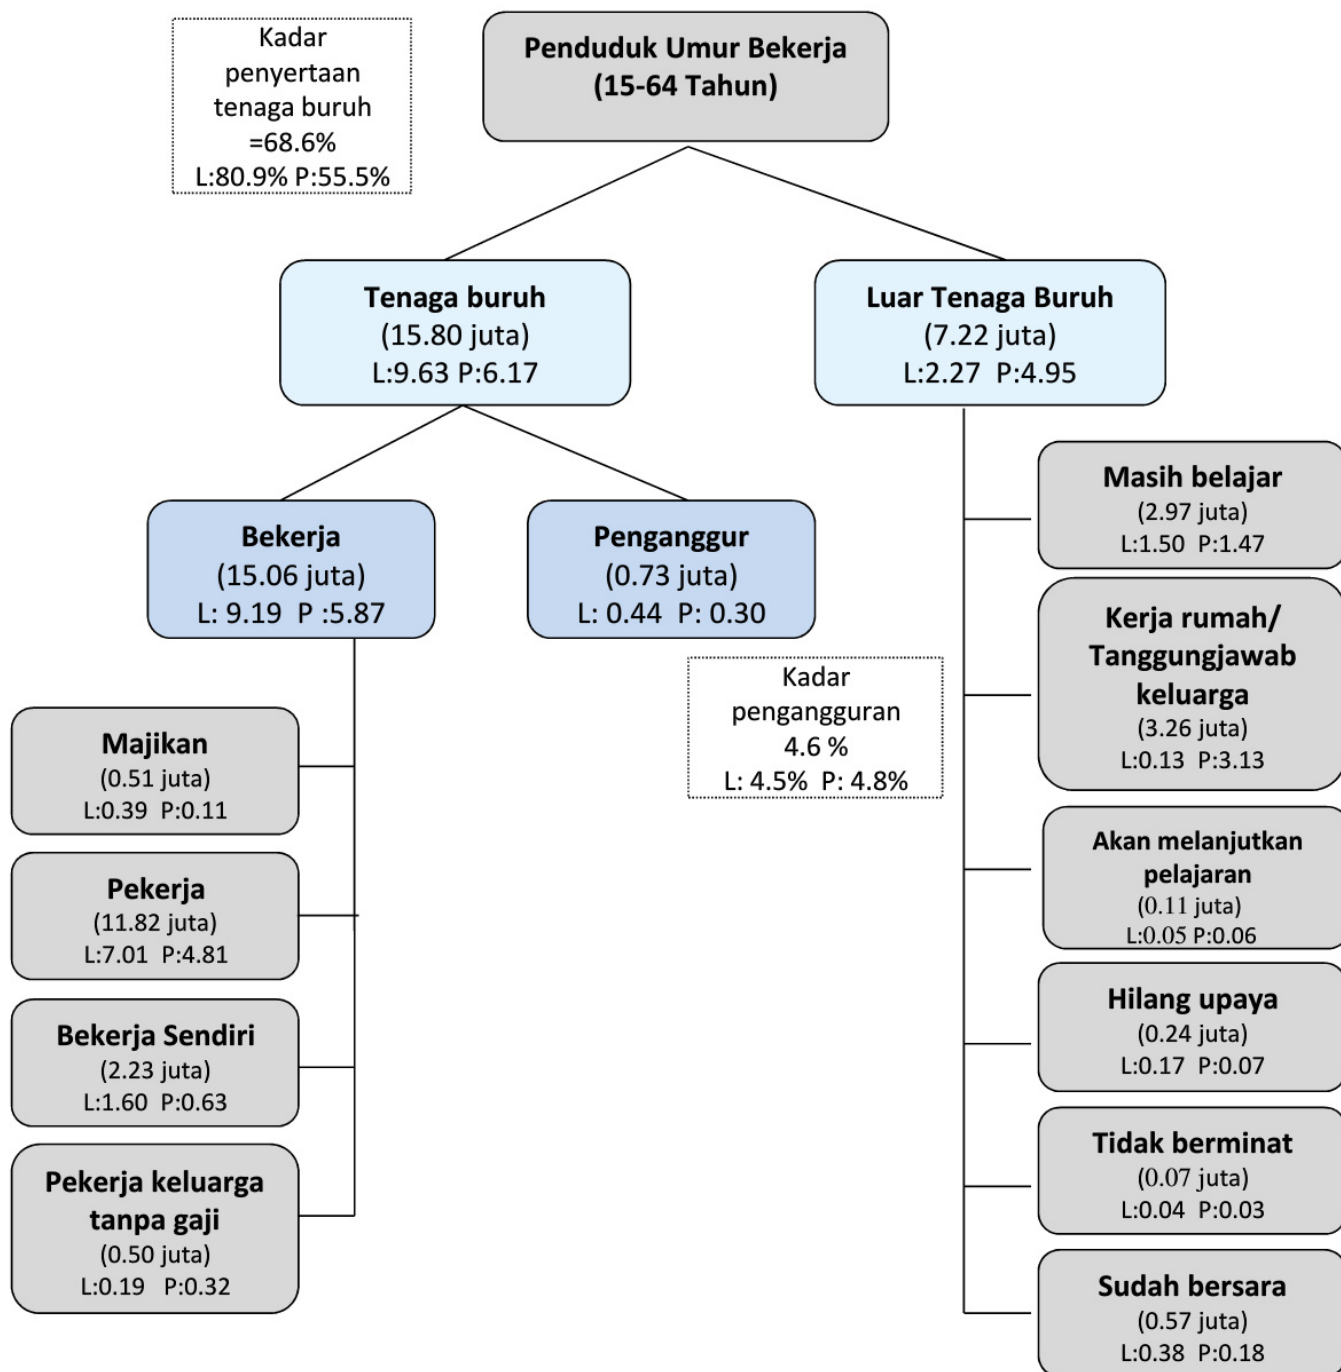 Kadar
penyertaan
tenaga buruh
=68.6%
L:80.9% P:55.5%
Penduduk Umur Bekerja
(15-64 Tahun)
Tenaga buruh
(15.80 juta)
L:9.63 P:6.17
Luar Tenaga Buruh
(7.22 juta)
L:2.27 P:4.95
Bekerja
(15.06 juta)
L: 9.19 P :5.87
Penganggur
(0.73 juta)
L: 0.44 P: 0.30
Kadar
pengangguran
4.6 %
L: 4.5% P: 4.8%
Majikan
(0.51 juta)
L:0.39 P:0.11
Pekerja
(11.82 juta)
L:7.01 P:4.81
Bekerja Sendiri
(2.23 juta)
L:1.60 P:0.63
Pekerja keluarga
tanpa gaji
(0.50 juta)
L:0.19 P:0.32
Masih belajar
(2.97 juta)
L:1.50 P:1.47
Kerja rumah/
Tanggungjawab
keluarga
(3.26 juta)
L:0.13 P:3.13
Akan melanjutkan
pelajaran
(0.11 juta)
L:0.05 P:0.06
Hilang upaya
(0.24 juta)
L:0.17 P:0.07
Tidak berminat
(0.07 juta)
L:0.04 P:0.03
Sudah bersara
(0.57 juta)
L:0.38 P:0.18